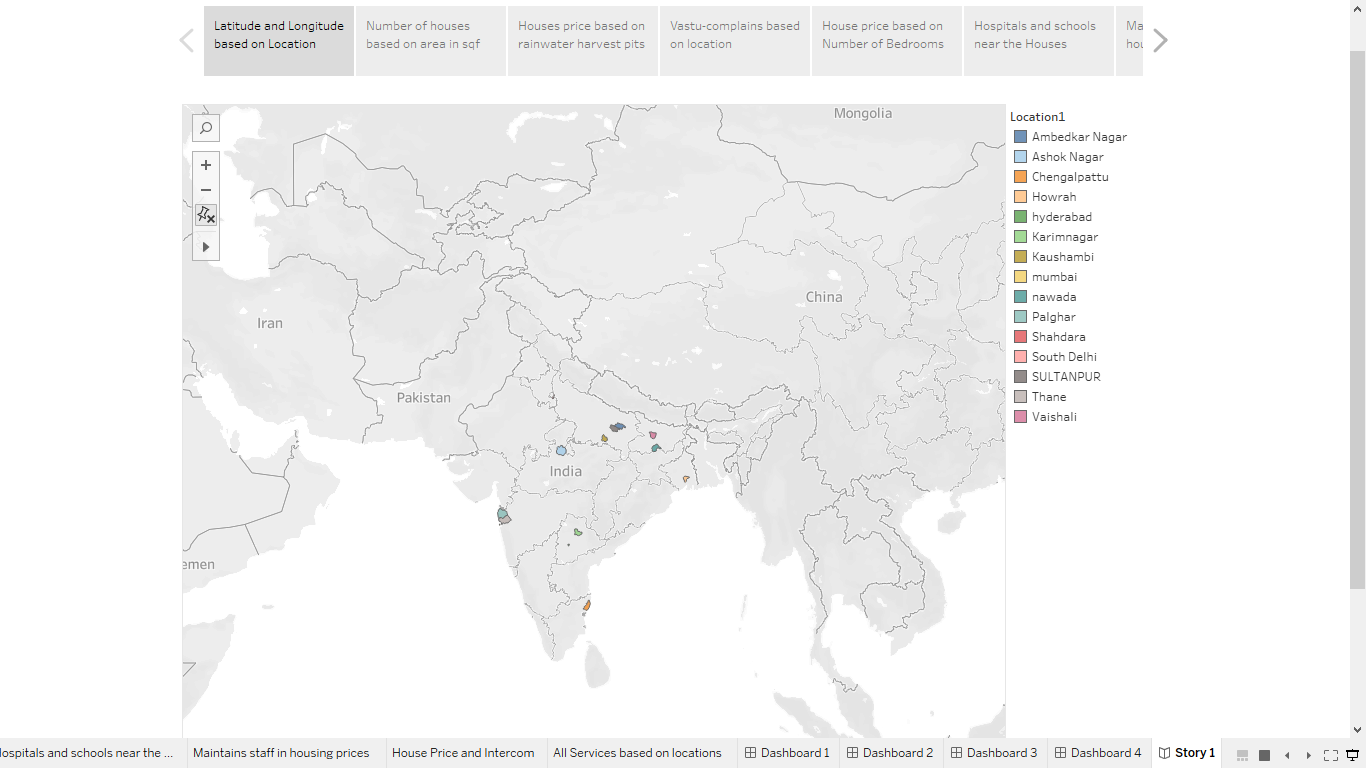 Latitude and Longitude
based on Location
Number of houses
based on area in sqf
Houses price based on
rainwater harvest pits
Vastu-complains based
on location
House price based on
Number of Bedrooms
Hospitals and schools
near the Houses
Ma
hou
Mongolia
China
Iran
Pakistan
India
emen
Location1
Ambedkar Nagar
Ashok Nagar
Chengalpattu
Howrah
hyderabad
Karimnagar
Kaushambi
mumbai
nawada
Palghar
Shahdara
South Delhi
SULTANPUR
Thane
Vaishali
ospitals and schools near the ...
Maintains staff in housing prices
House Price and Intercom
All Services based on locations
Dashboard 1
Dashboard 2
Dashboard 3
Dashboard 4
Story 1